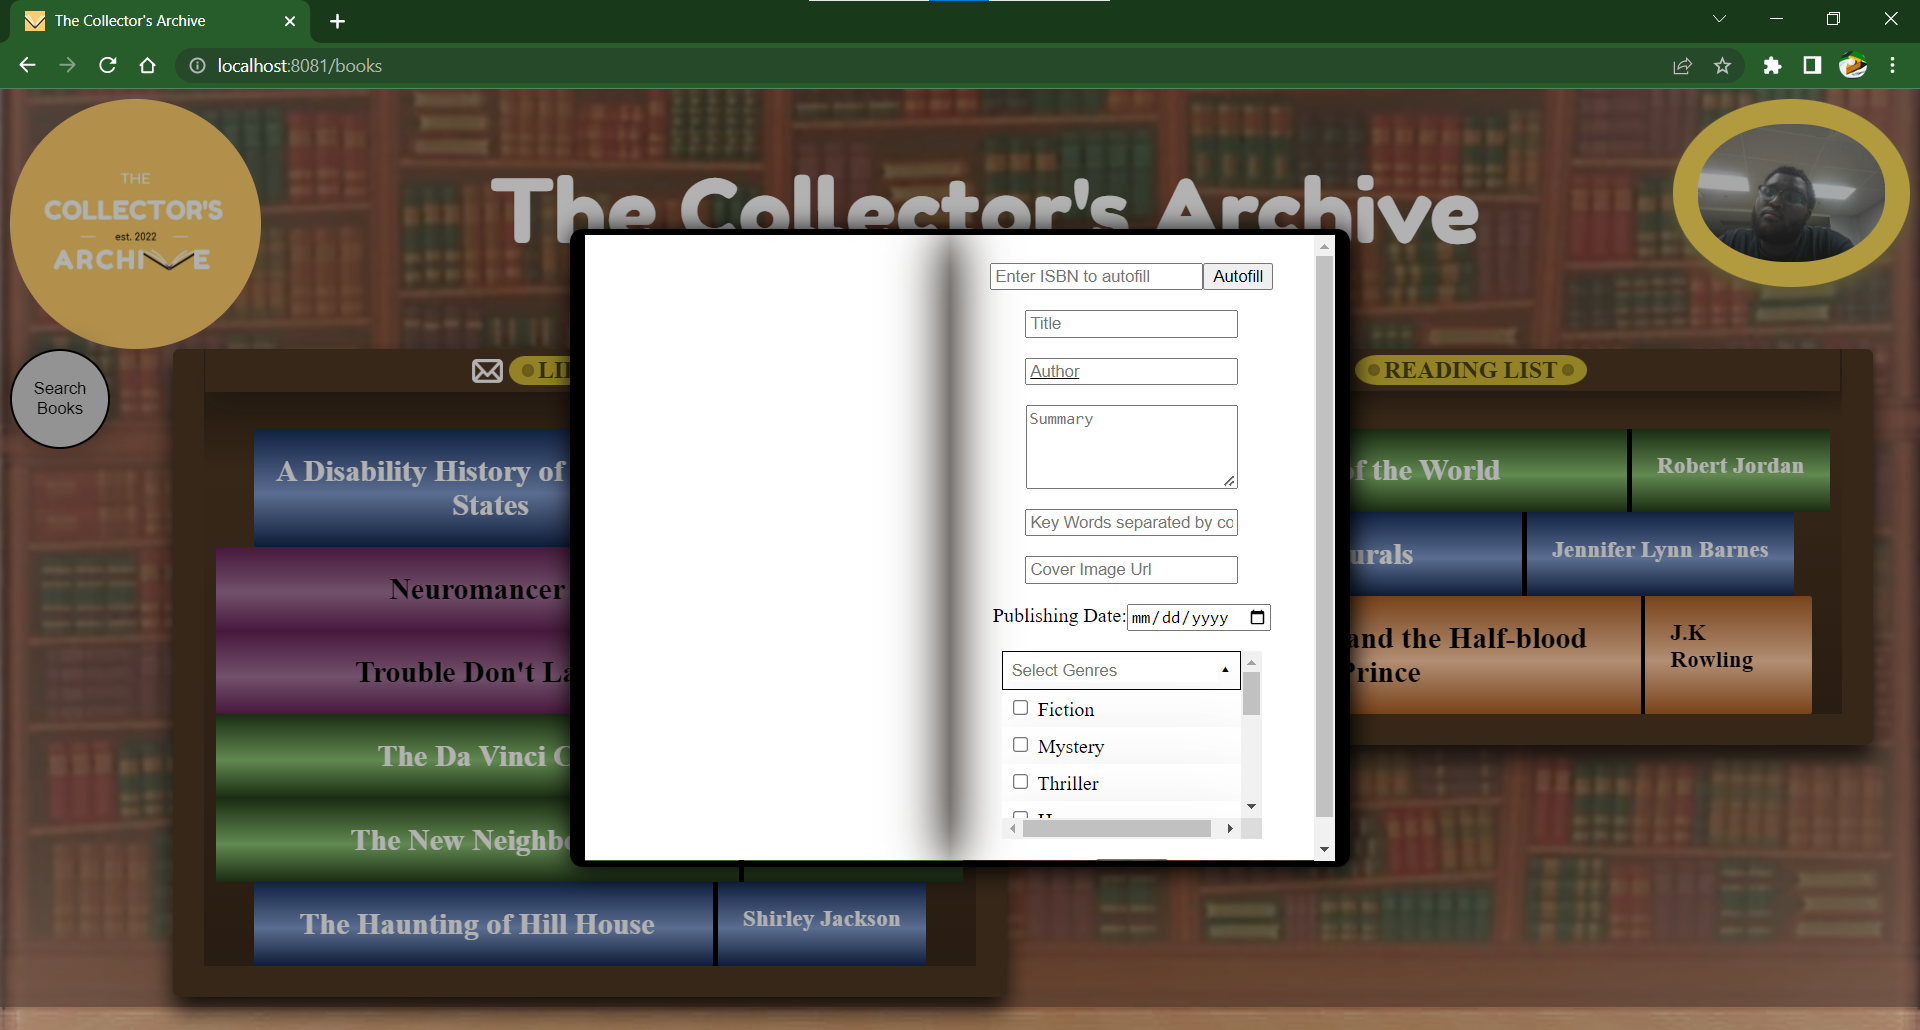 The Collector's Archive
localhost:8081/books
THE
COLLECTOR'S
est. 2022
ARCHIVE
The Collector's Archive
Search
Books
LI
READING LIST
A Disability History of
States
Neuromancer
Trouble Don't La
The Da Vinci C
The New Neighbo
The Haunting of Hill House
Shirley Jackson
Enter ISBN to autofill
Autofill
Title
Author
Summary
Key Words separated by co
Cover Image Url
Publishing Date:
mm/dd/yyyy
Select Genres
Fiction
Mystery
Thriller
of the World
Robert Jordan
urals
Jennifer Lynn Barnes
and the Half-blood
Prince
J.K
Rowling